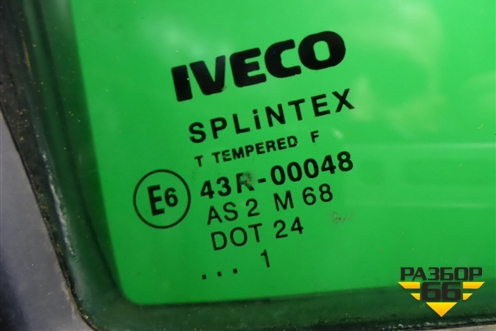 IVECO
SPLiNTEX
T TEMPERED F
E6 43R-00048
AS 2 M 68
DOT 24
... 1
РАЗБОР
66